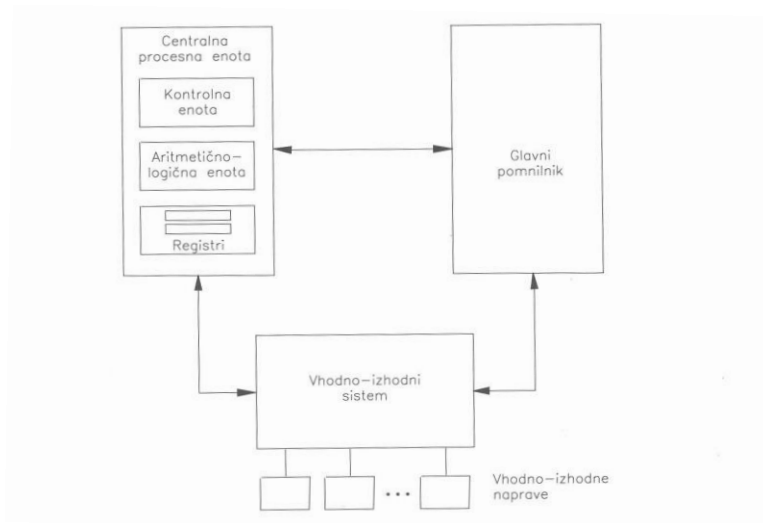 Centralna
procesna enota
Kontrolna
enota
Aritmetično-
logična enota
Registri
Glavni
pomnilnik
Vhodno-izhodni
sistem
Vhodno-izhodne
naprave